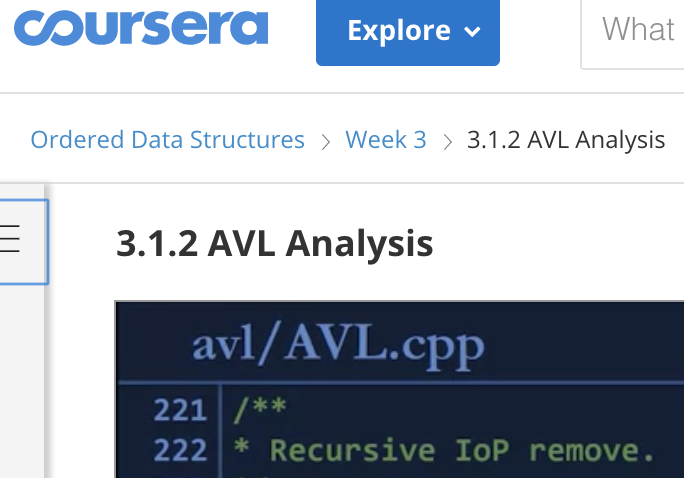 coursera
Explore
What
Ordered Data Structures > Week 3 > 3.1.2 AVL Analysis
3.1.2 AVL Analysis
avl/AVL.cpp
221 /**
222 * Recursive IoP remove.